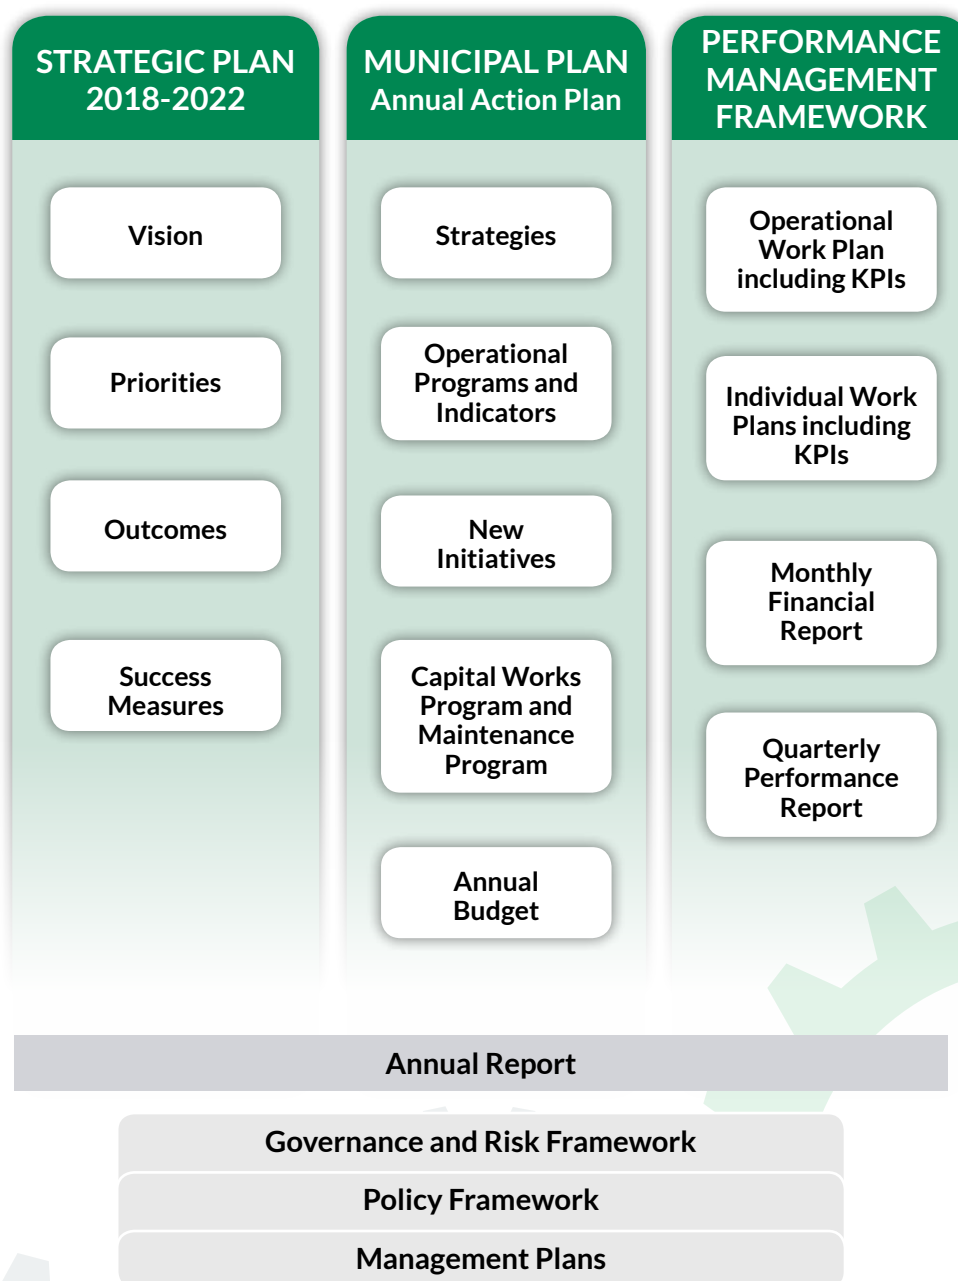 STRATEGIC PLAN
2018-2022
Vision
Priorities
Outcomes
Success
Measures
MUNICIPAL PLAN
Annual Action Plan
Strategies
Operational
Programs and
Indicators
New
Initiatives
Capital Works
Program and
Maintenance
Program
Annual
Budget
PERFORMANCE
MANAGEMENT
FRAMEWORK
Operational
Work Plan
including KPIs
Individual Work
Plans including
KPIs
Monthly
Financial
Report
Quarterly
Performance
Report
Annual Report
Governance and Risk Framework
Policy Framework
Management Plans